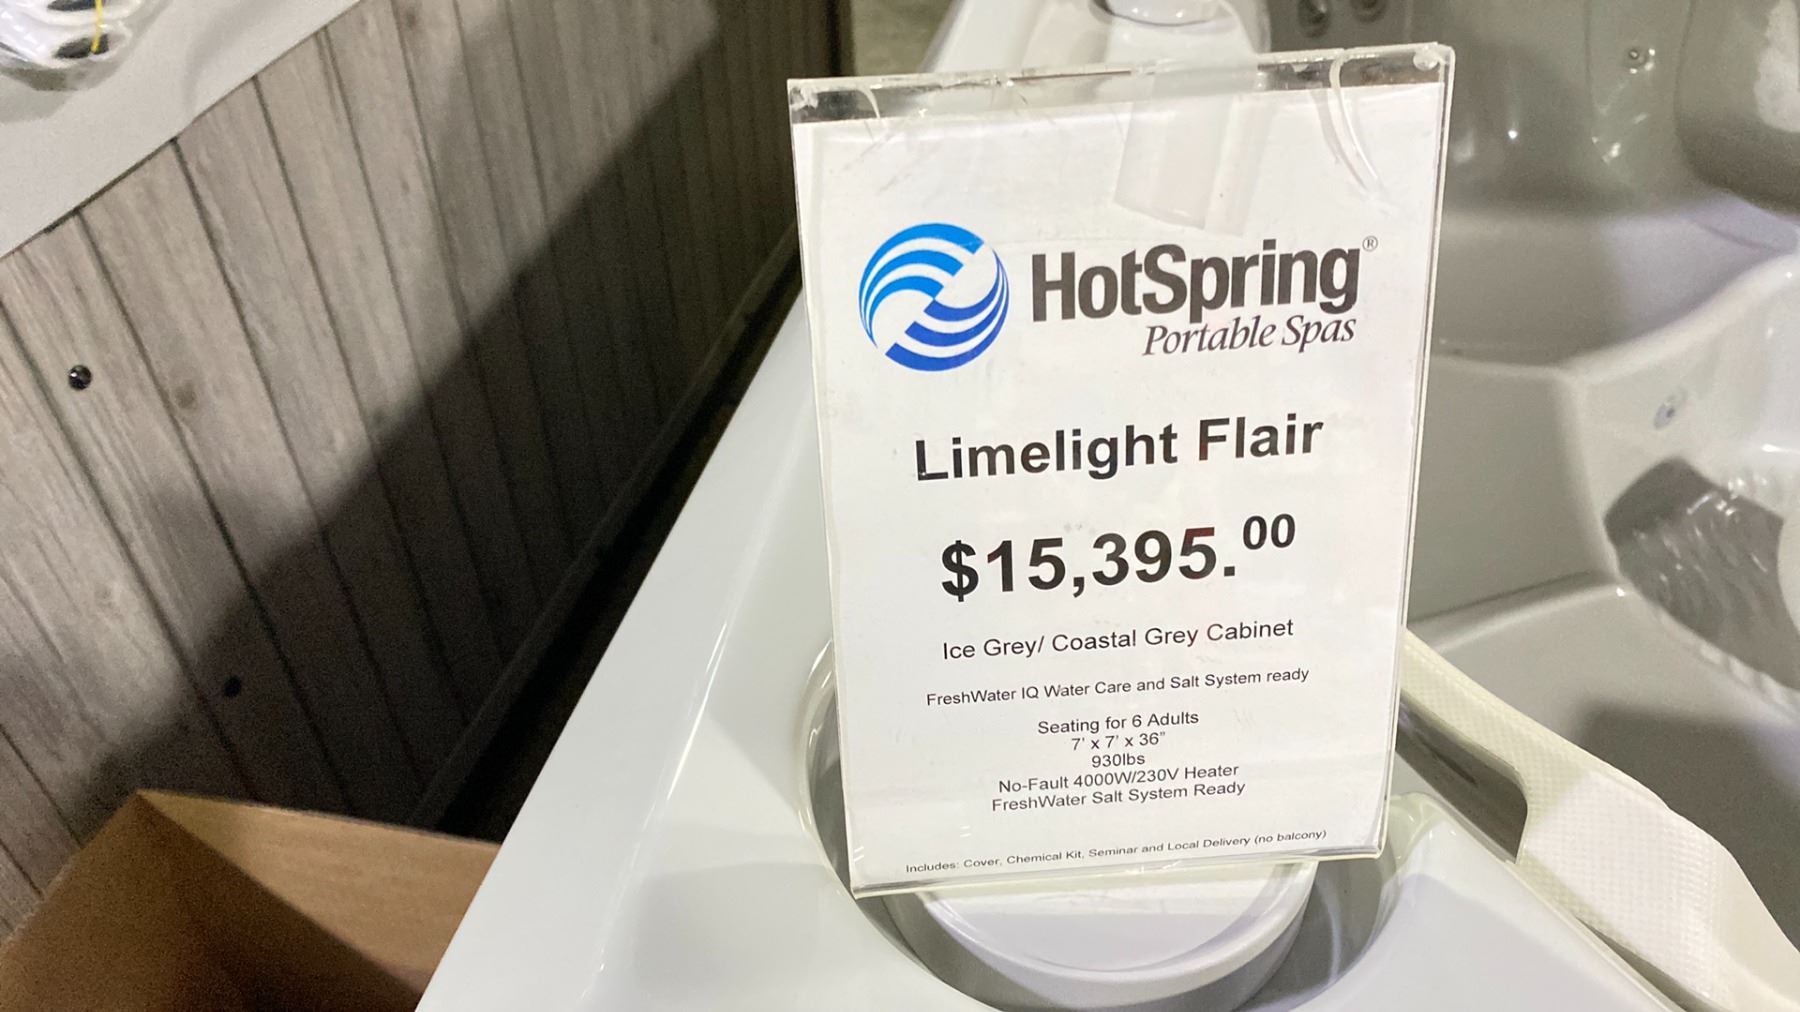 HotSpring®
Portable Spas
Limelight Flair
$15,395.00
Ice Grey/ Coastal Grey Cabinet
FreshWater IQ Water Care and Salt System ready
Seating for 6 Adults
7' x 7' x 36"
930lbs
No-Fault 4000W/230V Heater
FreshWater Salt System Ready
Includes: Cover, Chemical Kit, Seminar and Local Delivery (no balcony)